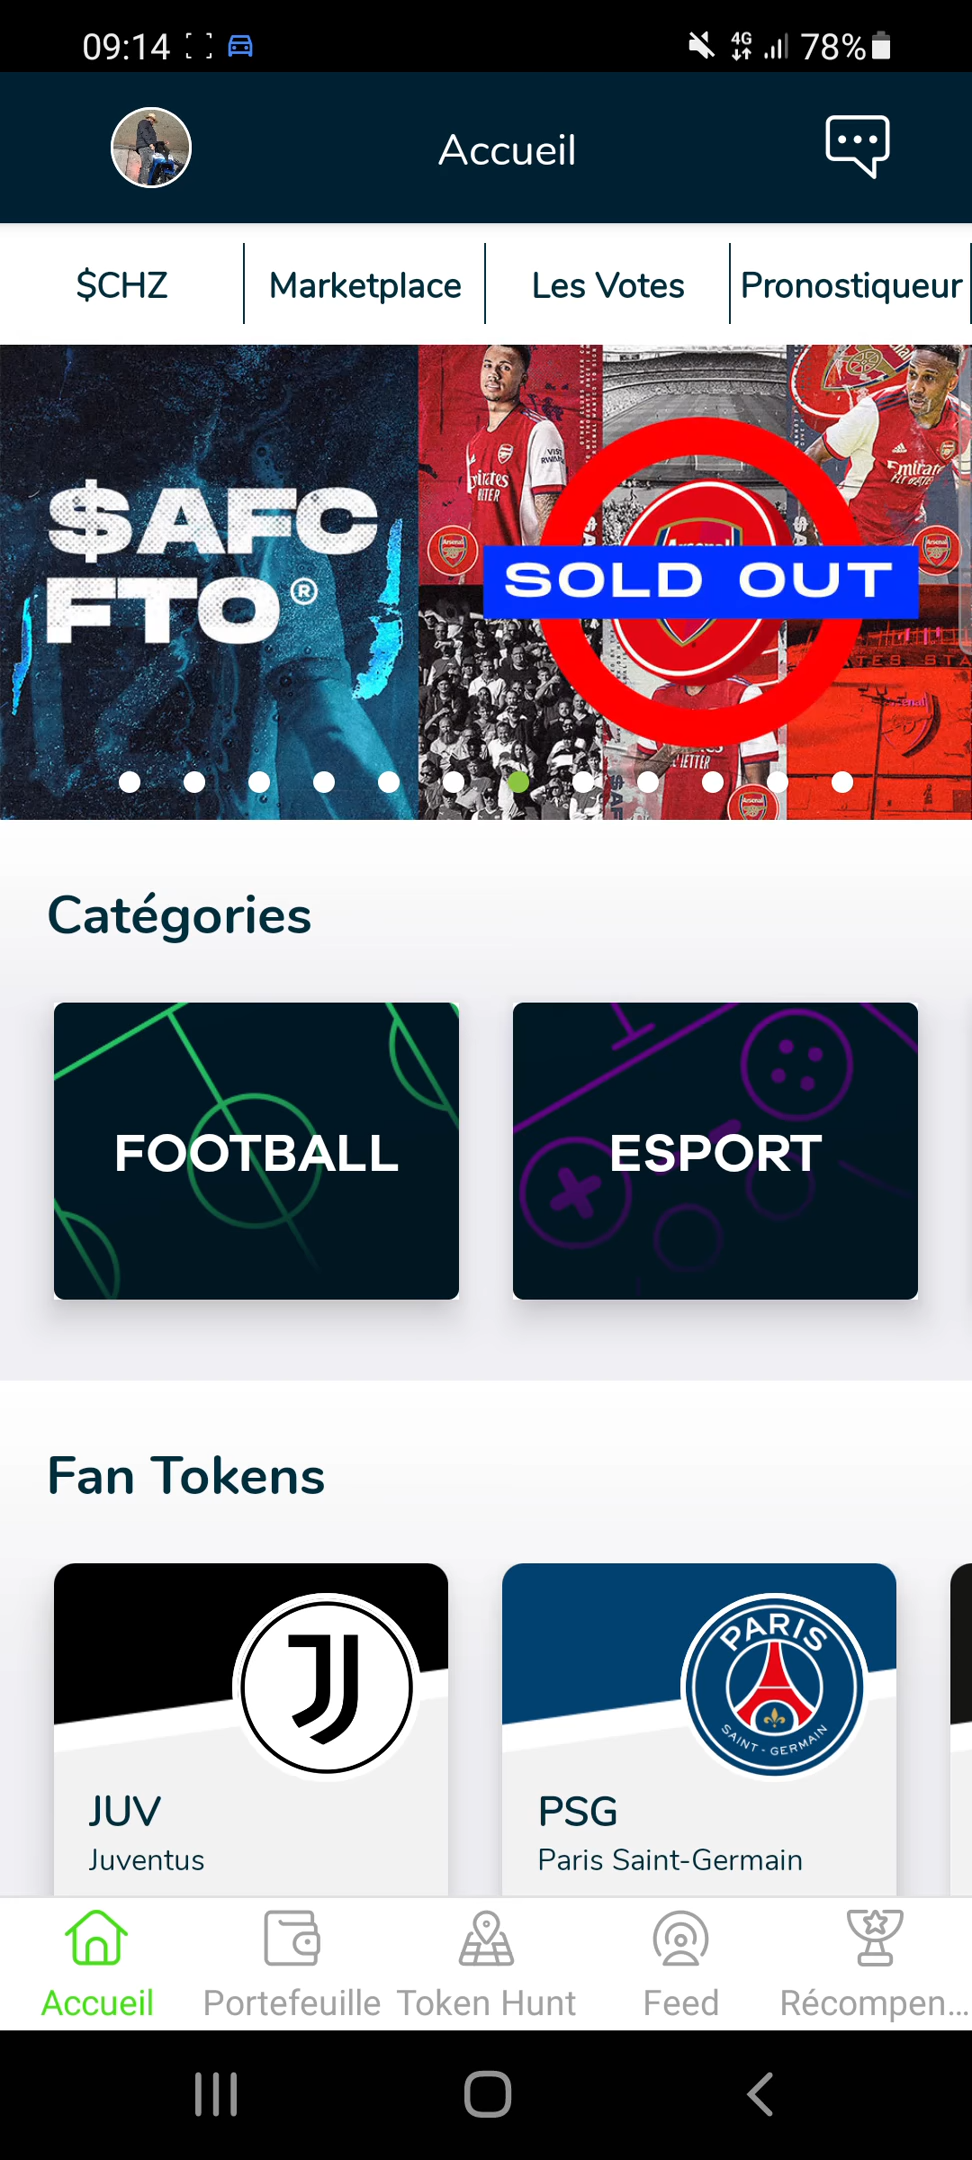 09:14
4G
78%
Accueil
$CHZ
Marketplace
Les Votes
Pronostiqueur
$AFC
FTO®
SOLD OUT
Catégories
FOOTBALL
ESPORT
Fan Tokens
PARIS
SAINT-GERMAIN
JUV
Juventus
PSG
Paris Saint-Germain
Accueil
Portefeuille
Token Hunt
Feed
Récompen...